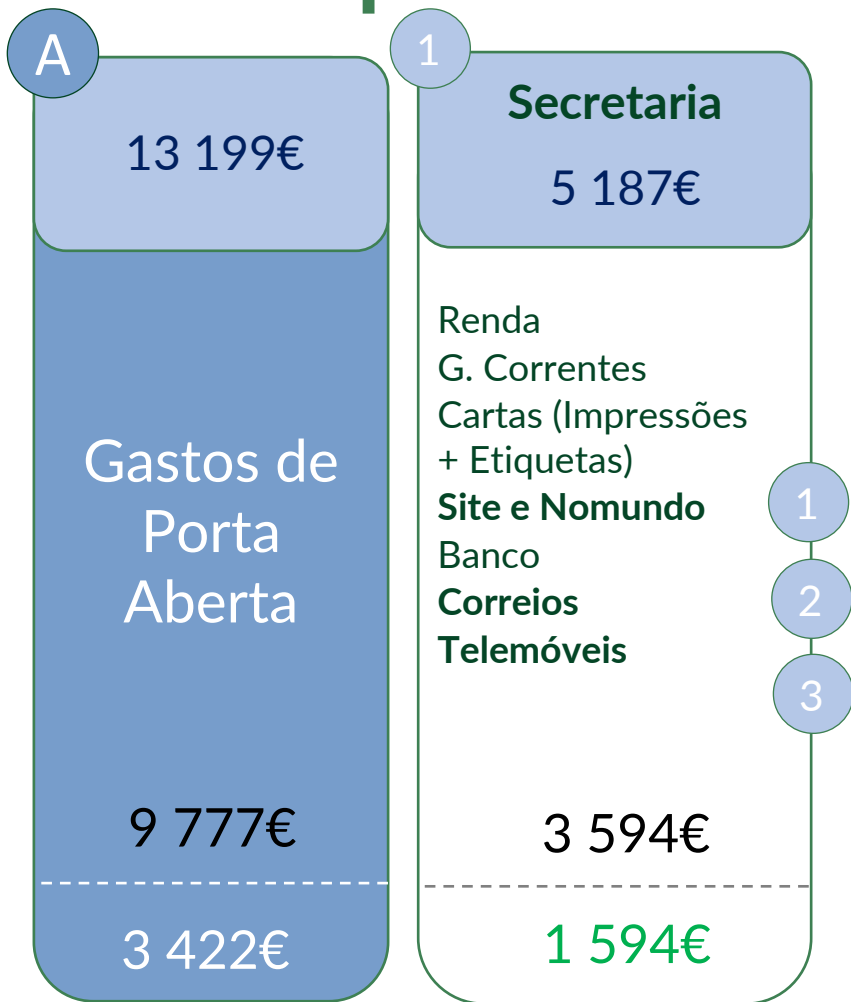 A
13 199€
Gastos de
Porta
Aberta
9 777€
3 422€
1
Secretaria
5 187€
Renda
G. Correntes
Cartas (Impressões
+ Etiquetas)
Site e Nomundo
1
Banco
Correios
2
Telemóveis
3
3 594€
1 594€